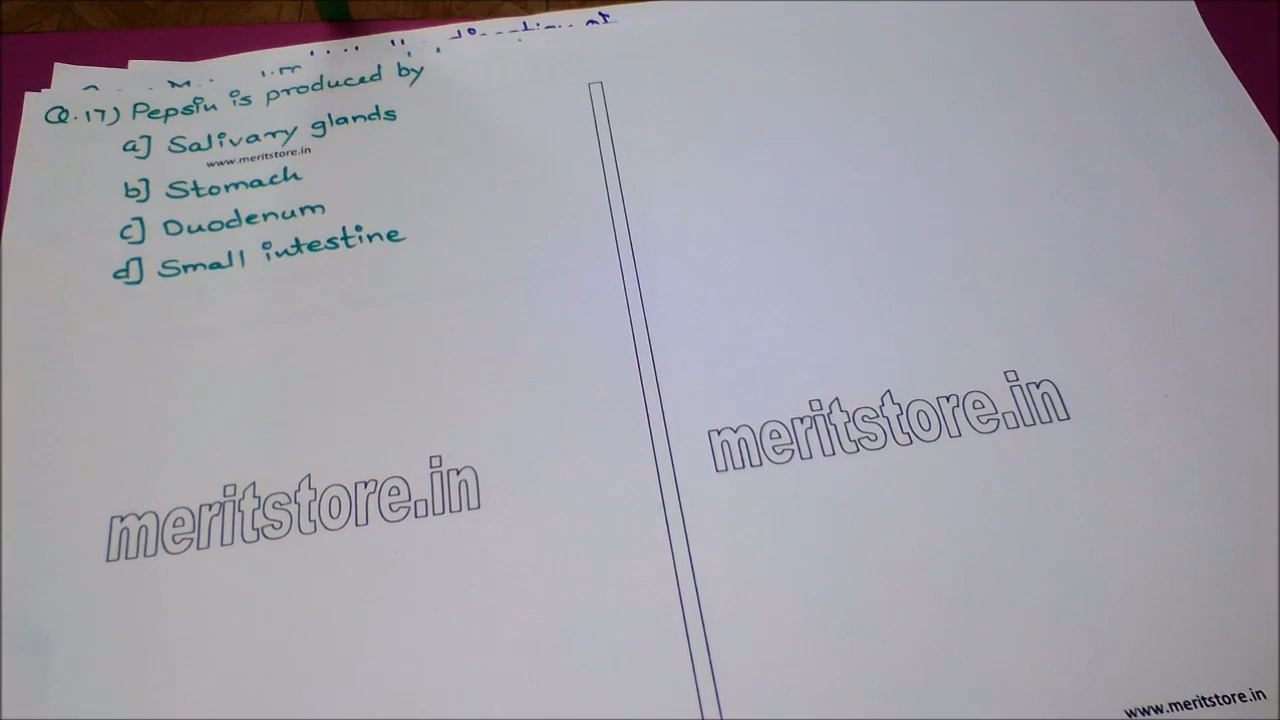 Q.17) Pepsin is produced by
a] Salivary glands
www.meritstore.in
b] Stomach
c] Duodenum
d] Small intestine
meritstore.in
meritstore.in
www.meritstore.in